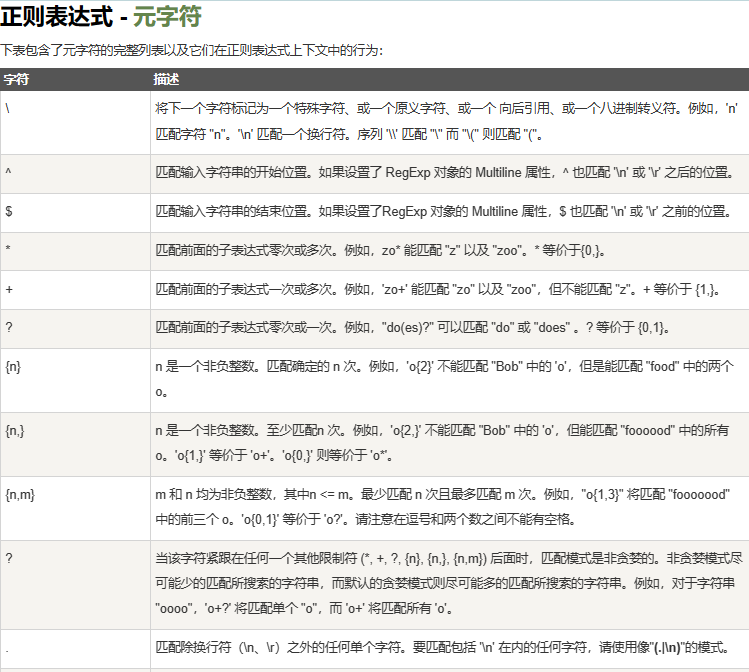 正则表达式 - 元字符
下表包含了元字符的完整列表以及它们在正则表达式上下文中的行为：
字符 描述
\ 将下一个字符标记为一个特殊字符、或一个原义字符、或一个 向后引用、或一个八进制转义符。例如，'n'
匹配字符 "n"。'\n' 匹配一个换行符。序列 '\\' 匹配 "\" 而 "\(" 则匹配 "("。
^ 匹配输入字符串的开始位置。如果设置了 RegExp 对象的 Multiline 属性，^ 也匹配 '\n' 或 '\r' 之后的位置。
$ 匹配输入字符串的结束位置。如果设置了RegExp 对象的 Multiline 属性，$ 也匹配 '\n' 或 '\r' 之前的位置。
* 匹配前面的子表达式零次或多次。例如，zo* 能匹配 "z" 以及 "zoo"。* 等价于{0,}。
+ 匹配前面的子表达式一次或多次。例如，'zo+' 能匹配 "zo" 以及 "zoo"，但不能匹配 "z"。+ 等价于 {1,}。
? 匹配前面的子表达式零次或一次。例如，"do(es)?" 可以匹配 "do" 或 "does" 。? 等价于 {0,1}。
{n} n 是一个非负整数。匹配确定的 n 次。例如，'o{2}' 不能匹配 "Bob" 中的 'o'，但是能匹配 "food" 中的两个
o。
{n,} n 是一个非负整数。至少匹配n 次。例如，'o{2,}' 不能匹配 "Bob" 中的 'o'，但能匹配 "foooood" 中的所有
o。'o{1,}' 等价于 'o+'。'o{0,}' 则等价于 'o*'。
{n,m} m 和 n 均为非负整数，其中n <= m。最少匹配 n 次且最多匹配 m 次。例如，"o{1,3}" 将匹配 "fooooood"
中的前三个 o。'o{0,1}' 等价于 'o?'。请注意在逗号和两个数之间不能有空格。
? 当该字符紧跟在任何一个其他限制符 (*, +, ?, {n}, {n,}, {n,m}) 后面时，匹配模式是非贪婪的。非贪婪模式尽
可能少的匹配所搜索的字符串，而默认的贪婪模式则尽可能多的匹配所搜索的字符串。例如，对于字符串
"oooo"，'o+?' 将匹配单个 "o"，而 'o+' 将匹配所有 'o'。
. 匹配除换行符（\n、\r）之外的任何单个字符。要匹配包括 '\n' 在内的任何字符，请使用像"(.|\n)"的模式。